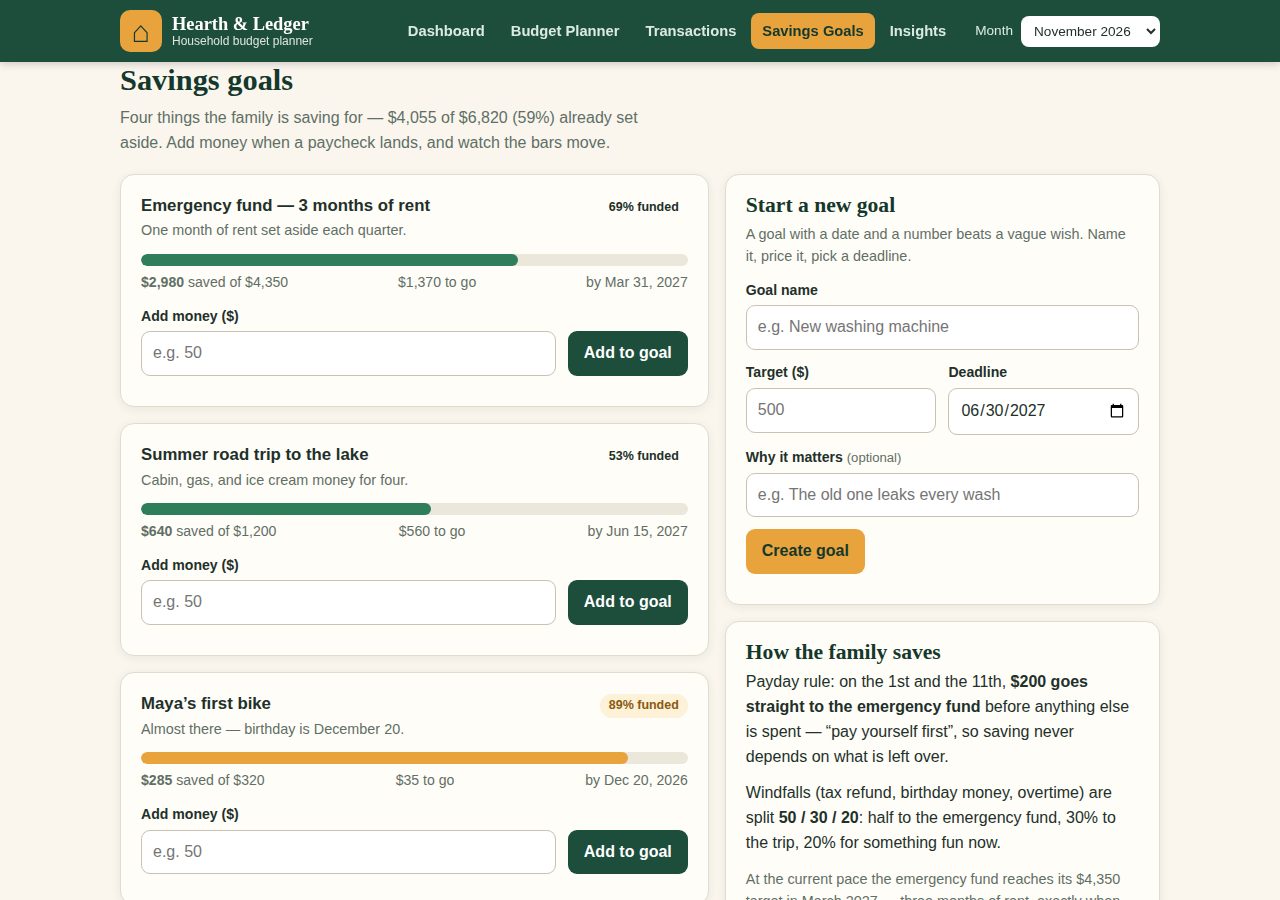 Hearth & Ledger
Household budget planner
Dashboard
Budget Planner
Transactions
Savings Goals
Insights
Month
November 2026
Savings goals
Four things the family is saving for — $4,055 of $6,820 (59%) already set
aside. Add money when a paycheck lands, and watch the bars move.
Emergency fund — 3 months of rent
69% funded
One month of rent set aside each quarter.
$2,980 saved of $4,350
$1,370 to go
by Mar 31, 2027
Add money ($)
e.g. 50
Add to goal
Summer road trip to the lake
53% funded
Cabin, gas, and ice cream money for four.
$640 saved of $1,200
$560 to go
by Jun 15, 2027
Add money ($)
e.g. 50
Add to goal
Maya’s first bike
89% funded
Almost there — birthday is December 20.
$285 saved of $320
$35 to go
by Dec 20, 2026
Add money ($)
e.g. 50
Add to goal
Start a new goal
A goal with a date and a number beats a vague wish. Name
it, price it, pick a deadline.
Goal name
e.g. New washing machine
Target ($)
Deadline
500
06/30/2027
Why it matters (optional)
e.g. The old one leaks every wash
Create goal
How the family saves
Payday rule: on the 1st and the 11th, $200 goes
straight to the emergency fund before anything else
is spent — “pay yourself first”, so saving never
depends on what is left over.
Windfalls (tax refund, birthday money, overtime) are
split 50 / 30 / 20: half to the emergency fund, 30% to
the trip, 20% for something fun now.
At the current pace the emergency fund reaches its $4,350
target in March 2027 — three months of rent, exactly when